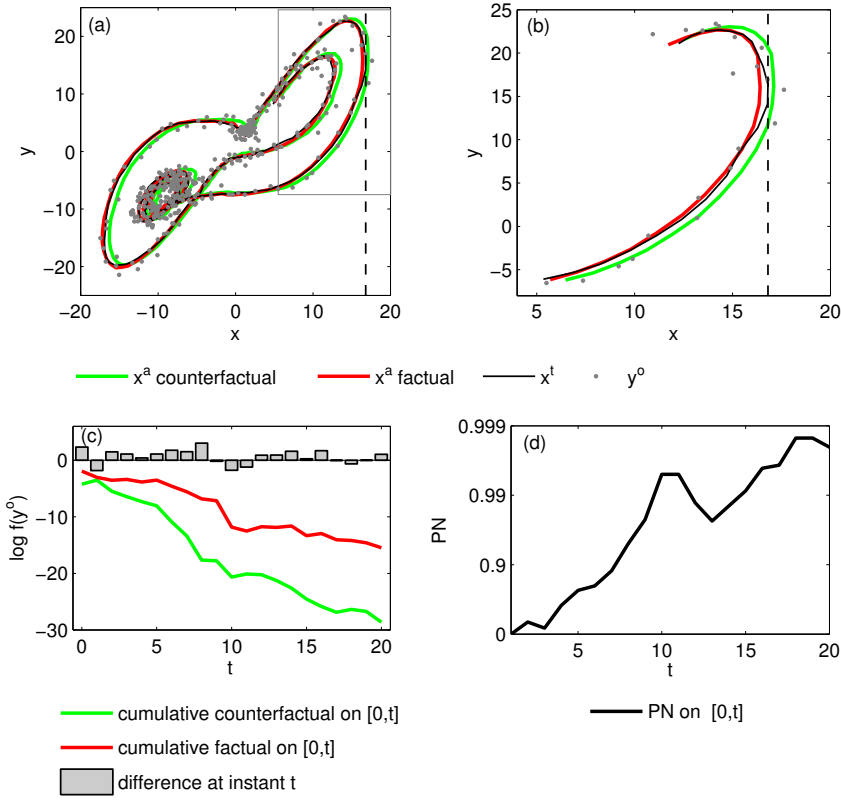 (a)
20
10
0
−10
−20
y
−20 −10 0 10 20
x
(b)
25
20
15
10
5
0
−5
y
5 10 15 20
x
x^a counterfactual x^a factual x^t y^o
(c)
0
−10
−20
−30
log f(y^o)
0 5 10 15 20
t
(d)
0.999
0.99
0.9
0
PN
5 10 15 20
t
cumulative counterfactual on [0,t]
cumulative factual on [0,t]
difference at instant t
PN on [0,t]